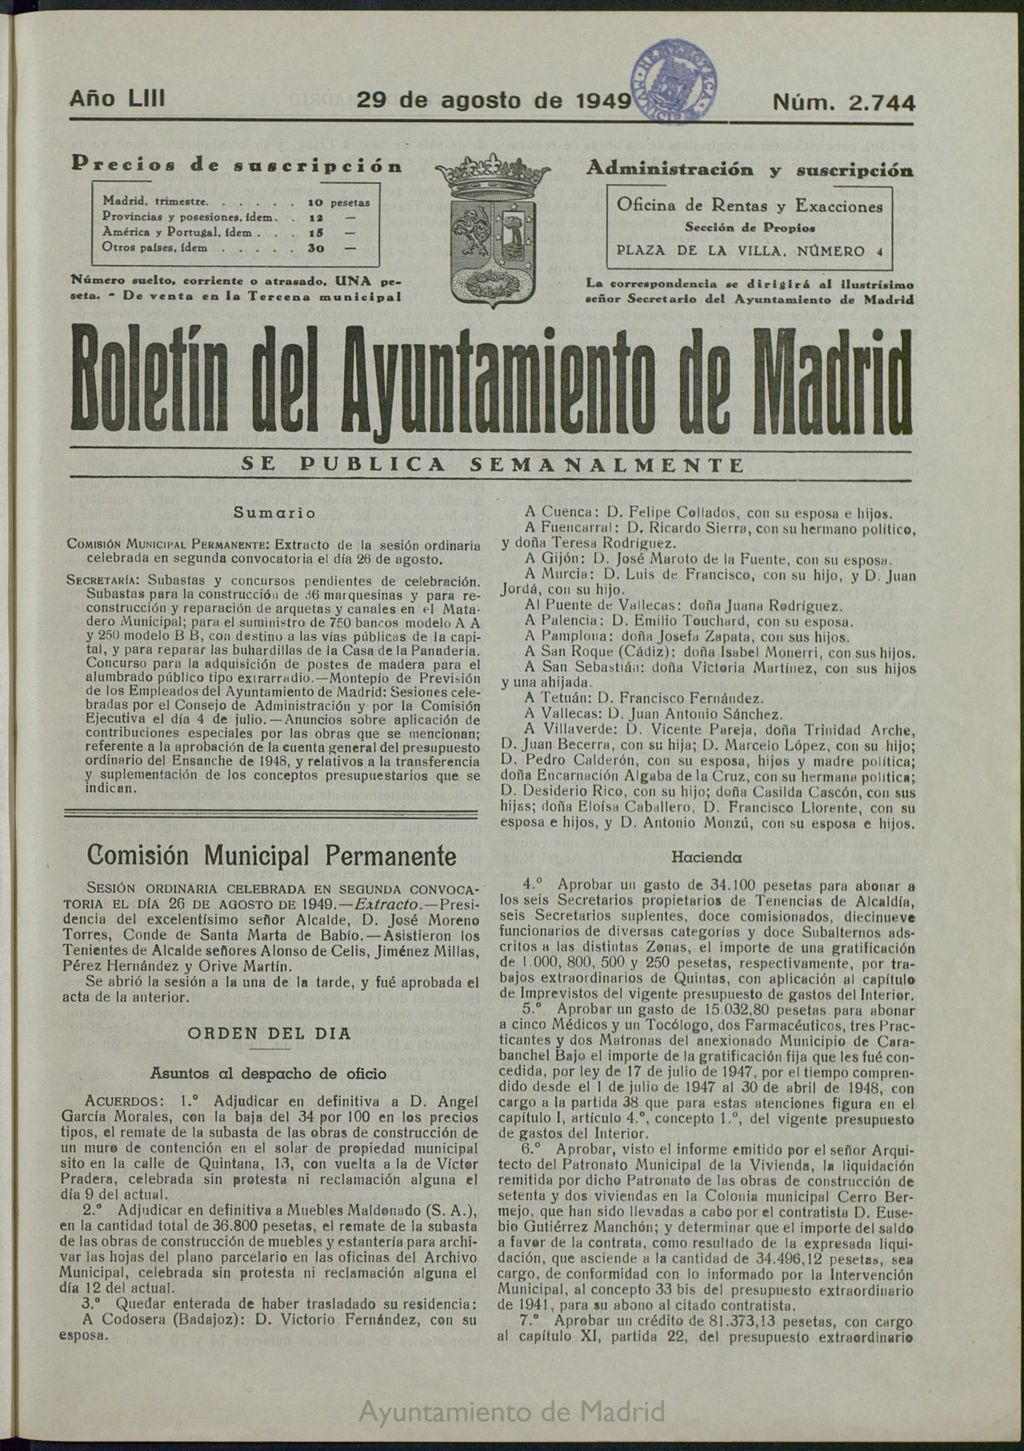 Año LIII
29 de agosto de 1949
Núm. 2.744
Precios de suscripción
Madrid, trimestre. . . . . . 10 pesetas
Provincias y posesiones, ídem. . 12 —
América y Portugal, ídem . . . 15 —
Otros países, ídem . . . . . 30 —
Número suelto, corriente o atrasado, UNA pe-
seta. - De venta en la Tercena municipal
Administración y suscripción
Oficina de Rentas y Exacciones
Sección de Propios
PLAZA DE LA VILLA, NÚMERO 4
La correspondencia se dirigirá al ilustrísimo
señor Secretario del Ayuntamiento de Madrid
Boletín del Ayuntamiento de Madrid
SE PUBLICA SEMANALMENTE
Sumario
COMISIÓN MUNICIPAL PERMANENTE: Extracto de la sesión ordinaria
celebrada en segunda convocatoria el día 26 de agosto.
SECRETARÍA: Subastas y concursos pendientes de celebración.
Subastas para la construcción de 36 marquesinas y para re-
construcción y reparación de arquetas y canales en el Mata-
dero Municipal; para el suministro de 750 bancos modelo A A
y 250 modelo B B, con destino a las vías públicas de la capi-
tal, y para reparar las buhardillas de la Casa de la Panadería.
Concurso para la adquisición de postes de madera para el
alumbrado público tipo extrarradio.—Montepío de Previsión
de los Empleados del Ayuntamiento de Madrid: Sesiones cele-
bradas por el Consejo de Administración y por la Comisión
Ejecutiva el día 4 de julio.—Anuncios sobre aplicación de
contribuciones especiales por las obras que se mencionan;
referente a la aprobación de la cuenta general del presupuesto
ordinario del Ensanche de 1948, y relativos a la transferencia
y suplementación de los conceptos presupuestarios que se
indican.
Comisión Municipal Permanente
SESIÓN ORDINARIA CELEBRADA EN SEGUNDA CONVOCA-
TORIA EL DÍA 26 DE AGOSTO DE 1949.—Extracto.—Presi-
dencia del excelentísimo señor Alcalde, D. José Moreno
Torres, Conde de Santa Marta de Babío.—Asistieron los
Tenientes de Alcalde señores Alonso de Celis, Jiménez Millas,
Pérez Hernández y Orive Martín.
Se abrió la sesión a la una de la tarde, y fué aprobada el
acta de la anterior.
ORDEN DEL DIA
Asuntos al despacho de oficio
ACUERDOS: 1.º Adjudicar en definitiva a D. Angel
García Morales, con la baja del 34 por 100 en los precios
tipos, el remate de la subasta de las obras de construcción de
un muro de contención en el solar de propiedad municipal
sito en la calle de Quintana, 13, con vuelta a la de Víctor
Pradera, celebrada sin protesta ni reclamación alguna el
día 9 del actual.
2.º Adjudicar en definitiva a Muebles Maldonado (S. A.),
en la cantidad total de 36.800 pesetas, el remate de la subasta
de las obras de construcción de muebles y estantería para archi-
var las hojas del plano parcelario en las oficinas del Archivo
Municipal, celebrada sin protesta ni reclamación alguna el
día 12 del actual.
3.º Quedar enterada de haber trasladado su residencia:
A Codosera (Badajoz): D. Victorio Fernández, con su
esposa.
A Cuenca: D. Felipe Collados, con su esposa e hijos.
A Fuencarral: D. Ricardo Sierra, con su hermano político,
y doña Teresa Rodríguez.
A Gijón: D. José Maroto de la Fuente, con su esposa.
A Murcia: D. Luis de Francisco, con su hijo, y D. Juan
Jordá, con su hijo.
Al Puente de Vallecas: doña Juana Rodríguez.
A Palencia: D. Emilio Touchard, con su esposa.
A Pamplona: doña Josefa Zapata, con sus hijos.
A San Roque (Cádiz): doña Isabel Monerri, con sus hijos.
A San Sebastián: doña Victoria Martínez, con sus hijos
y una ahijada.
A Tetuán: D. Francisco Fernández.
A Vallecas: D. Juan Antonio Sánchez.
A Villaverde: D. Vicente Pareja, doña Trinidad Arche,
D. Juan Becerra, con su hija; D. Marcelo López, con su hijo;
D. Pedro Calderón, con su esposa, hijos y madre política;
doña Encarnación Algaba de la Cruz, con su hermana política;
D. Desiderio Rico, con su hijo; doña Casilda Cascón, con sus
hijas; doña Eloísa Caballero, D. Francisco Llorente, con su
esposa e hijos, y D. Antonio Monzú, con su esposa e hijos.
Hacienda
4.º Aprobar un gasto de 34.100 pesetas para abonar a
los seis Secretarios propietarios de Tenencias de Alcaldía,
seis Secretarios suplentes, doce comisionados, diecinueve
funcionarios de diversas categorías y doce Subalternos ads-
critos a las distintas Zonas, el importe de una gratificación
de 1.000, 800, 500 y 250 pesetas, respectivamente, por tra-
bajos extraordinarios de Quintas, con aplicación al capítulo
de Imprevistos del vigente presupuesto de gastos del Interior.
5.º Aprobar un gasto de 15.032,80 pesetas para abonar
a cinco Médicos y un Tocólogo, dos Farmacéuticos, tres Prac-
ticantes y dos Matronas del anexionado Municipio de Cara-
banchel Bajo el importe de la gratificación fija que les fué con-
cedida, por ley de 17 de julio de 1947, por el tiempo compren-
dido desde el 1 de julio de 1947 al 30 de abril de 1948, con
cargo a la partida 38 que para estas atenciones figura en el
capítulo I, artículo 4.º, concepto 1.º, del vigente presupuesto
de gastos del Interior.
6.º Aprobar, visto el informe emitido por el señor Arqui-
tecto del Patronato Municipal de la Vivienda, la liquidación
remitida por dicho Patronato de las obras de construcción de
setenta y dos viviendas en la Colonia municipal Cerro Ber-
mejo, que han sido llevadas a cabo por el contratista D. Euse-
bio Gutiérrez Manchón; y determinar que el importe del saldo
a favor de la contrata, como resultado de la expresada liqui-
dación, que asciende a la cantidad de 34.496,12 pesetas, sea
cargo, de conformidad con lo informado por la Intervención
Municipal, al concepto 33 bis del presupuesto extraordinario
de 1941, para su abono al citado contratista.
7.º Aprobar un crédito de 81.373,13 pesetas, con cargo
al capítulo XI, partida 22, del presupuesto extraordinario
Ayuntamiento de Madrid